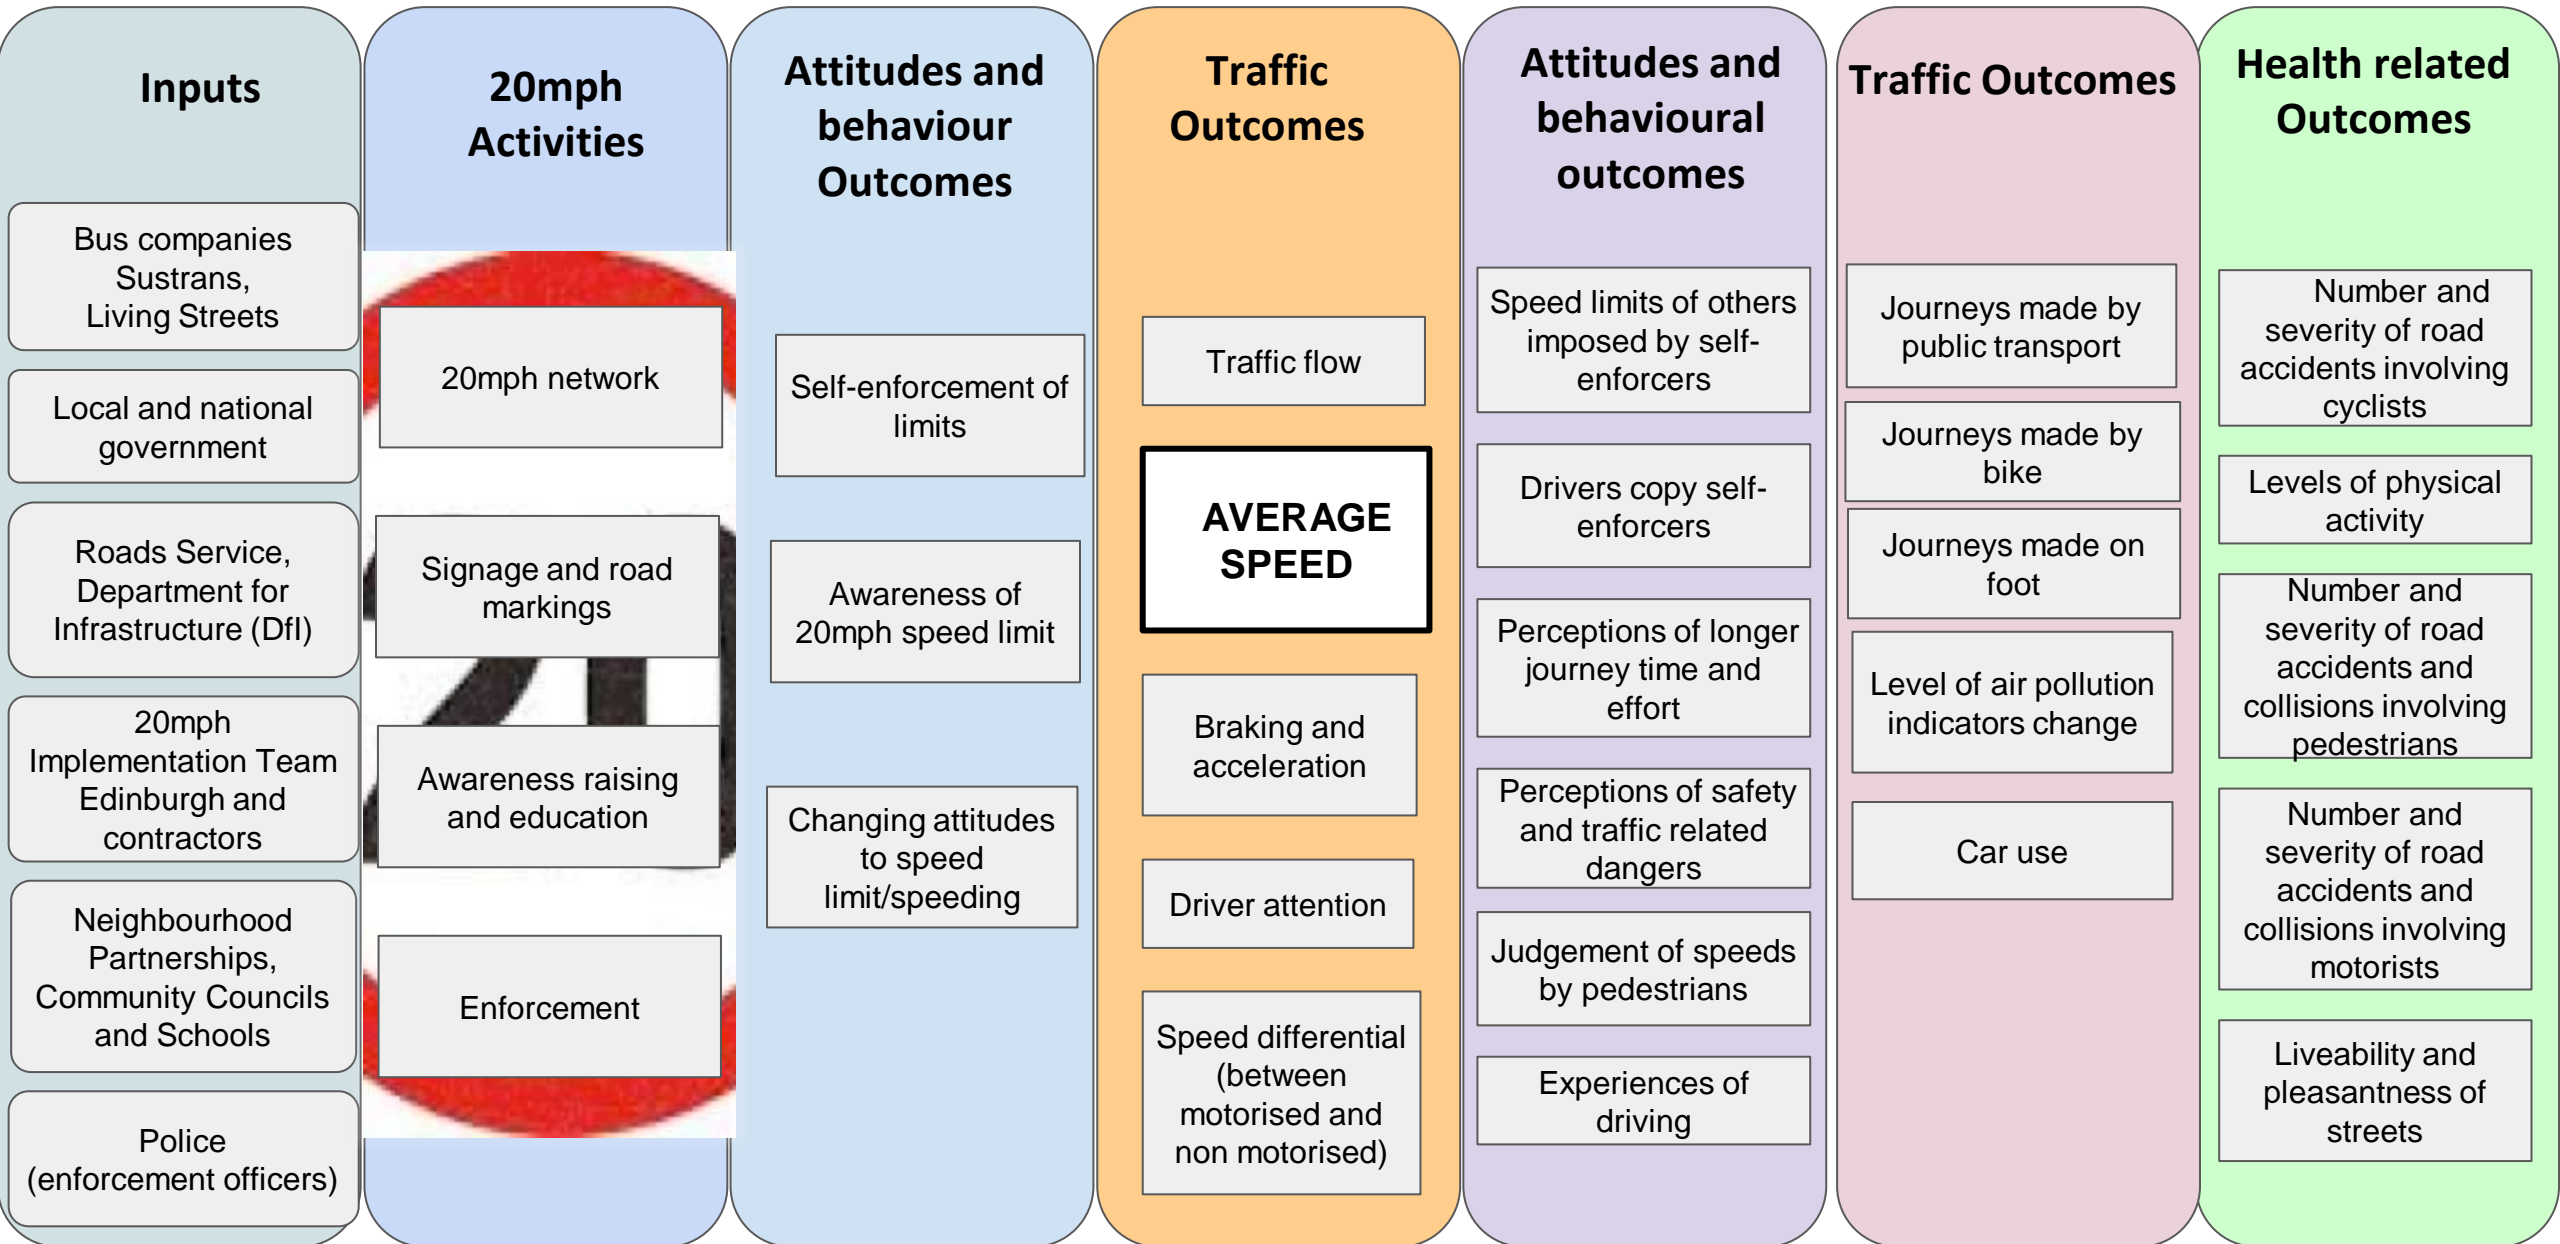 Inputs
Bus companies
Sustrans,
Living Streets
Local and national
government
Roads Service,
Department for
Infrastructure (DfI)
20mph
Implementation Team
Edinburgh and
contractors
Neighbourhood
Partnerships,
Community Councils
and Schools
Police
(enforcement officers)
20mph
Activities
20mph network
Signage and road
markings
Awareness raising
and education
Enforcement
Attitudes and
behaviour
Outcomes
Self-enforcement of
limits
Awareness of
20mph speed limit
Changing attitudes
to speed
limit/speeding
Traffic
Outcomes
Traffic flow
AVERAGE
SPEED
Braking and
acceleration
Driver attention
Speed differential
(between
motorised and
non motorised)
Attitudes and
behavioural
outcomes
Speed limits of others
imposed by self-
enforcers
Drivers copy self-
enforcers
Perceptions of longer
journey time and
effort
Perceptions of safety
and traffic related
dangers
Judgement of speeds
by pedestrians
Experiences of
driving
Traffic Outcomes
Journeys made by
public transport
Journeys made by
bike
Journeys made on
foot
Level of air pollution
indicators change
Car use
Health related
Outcomes
Number and
severity of road
accidents involving
cyclists
Levels of physical
activity
Number and
severity of road
accidents and
collisions involving
pedestrians
Number and
severity of road
accidents and
collisions involving
motorists
Liveability and
pleasantness of
streets